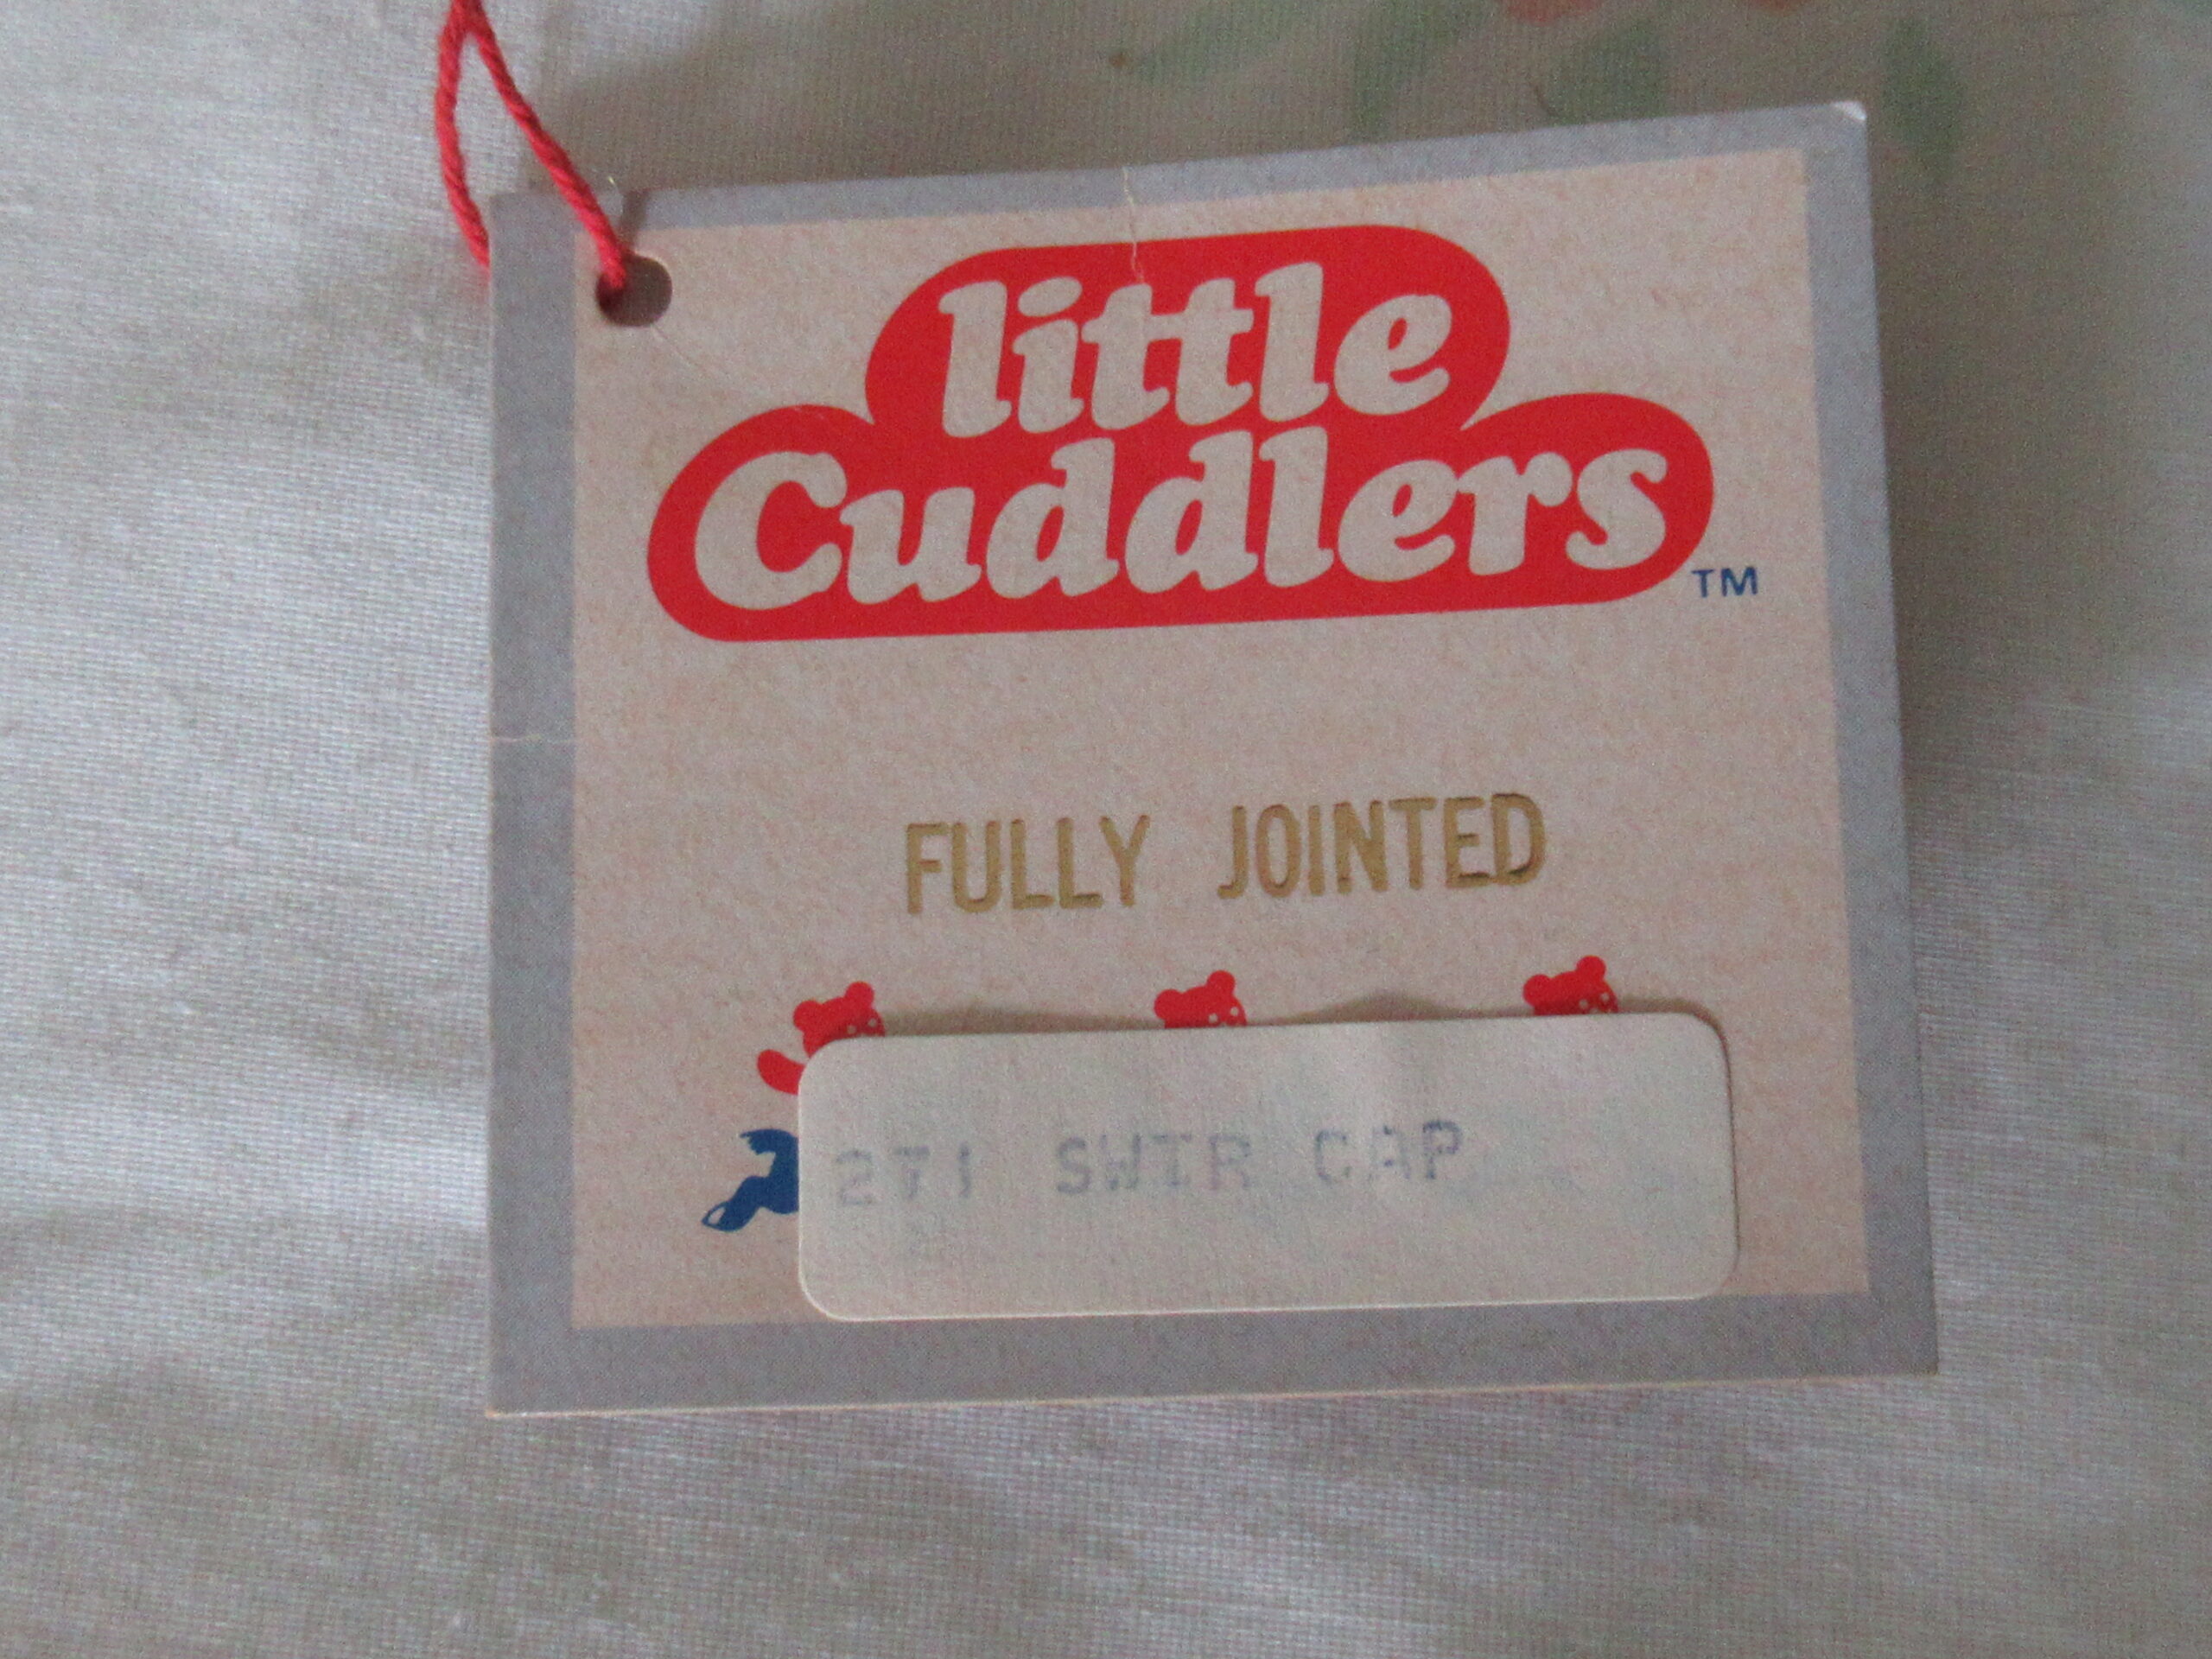 little
Cuddlers
TM
FULLY JOINTED
271 SWTR CAP